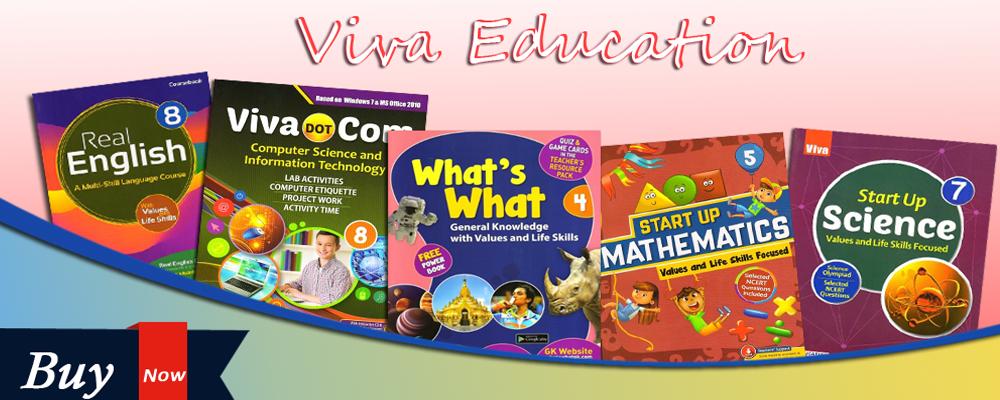 Viva Education
Coursebook
8
Real
English
A Multi-Skill Language Course
With
Values
Life Skills
Real English
Based on Windows 7 & MS Office 2010
Viva DOT Com
Computer Science and
Information Technology
LAB ACTIVITIES
COMPUTER ETIQUETTE
PROJECT WORK
ACTIVITY TIME
8
QUIZ &
GAME CARDS
IN THE
TEACHER'S
RESOURCE
PACK
What's
What
4
General Knowledge
with Values and Life Skills
FREE
POWER
BOOK
GK Website
5
START UP
MATHEMATICS
Values and Life Skills Focused
Selected
NCERT
Questions
Included
Viva
7
Start Up
Science
Values and Life Skills Focused
Science
Olympiad
Selected
NCERT
Questions
Buy
Now